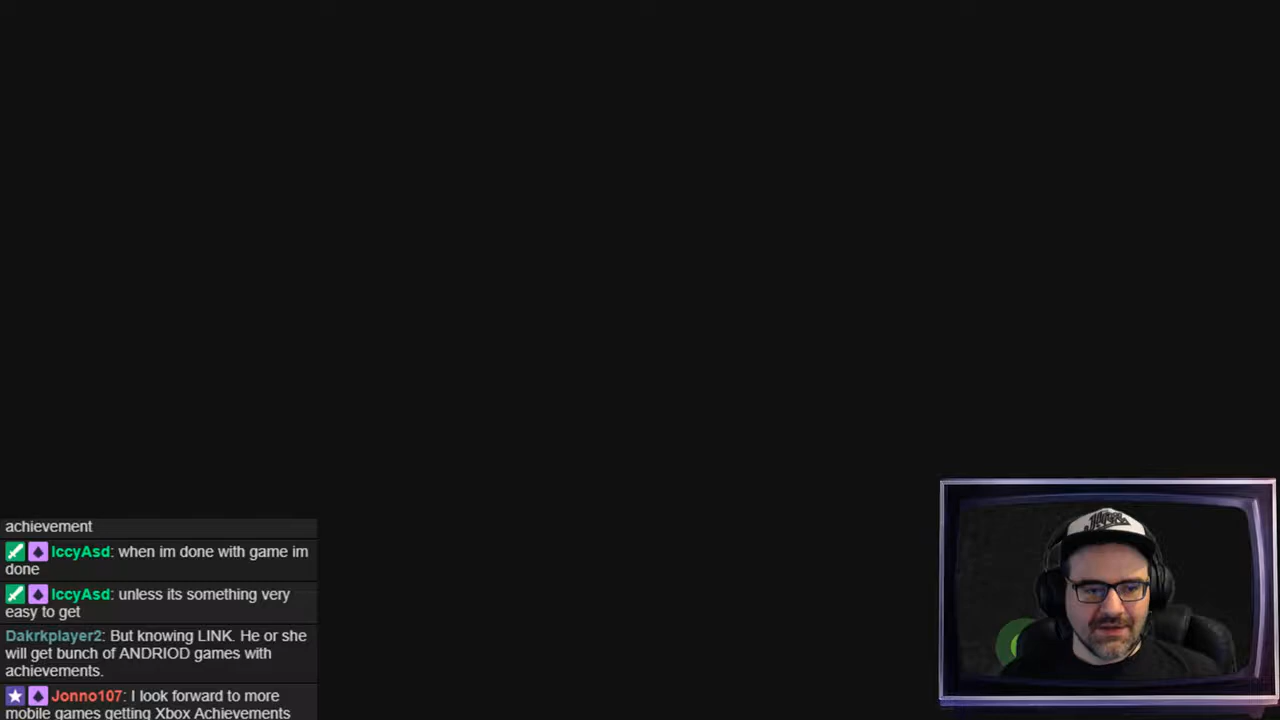 achievement
IccyAsd: when im done with game im
done
IccyAsd: unless its something very
easy to get
Dakrkplayer2: But knowing LINK. He or she
will get bunch of ANDRIOD games with
achievements.
Jonno107: I look forward to more
mobile games getting Xbox Achievements